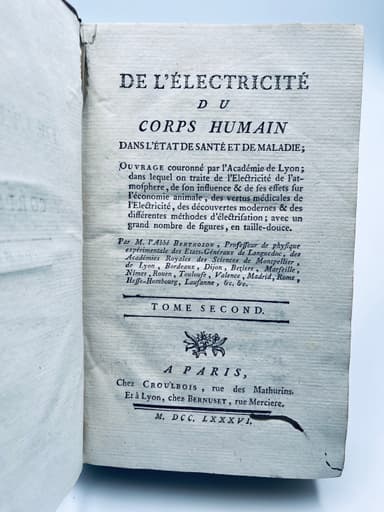 DE L'ÉLECTRICITÉ
DU
CORPS HUMAIN
DANS L'ÉTAT DE SANTÉ ET DE MALADIE;
OUVRAGE couronné par l'Académie de Lyon;
dans lequel on traite de l'Electricité de l'at-
mosphere, de son influence & de ses effets sur
l'économie animale, des vertus médicales de
l'Electricité, des découvertes modernes & des
différentes méthodes d'électrisation; avec un
grand nombre de figures, en taille-douce.
Par M. l'Abbé BERTHOLON, Professeur de physique
expérimentale des Etats-Généraux de Languedoc, des
Académies Royales des Sciences de Montpellier,
de Lyon, Bordeaux, Dijon, Beziers, Marseille,
Nîmes, Rouen, Toulouse, Valence, Madrid, Rome,
Hesse-Hombourg, Lausanne, &c. &c.
TOME SECOND.
A PARIS,
Chez CROULBOIS, rue des Mathurins.
Et à Lyon, chez BERNUSET, rue Merciere.
M. DCC. LXXXVI.